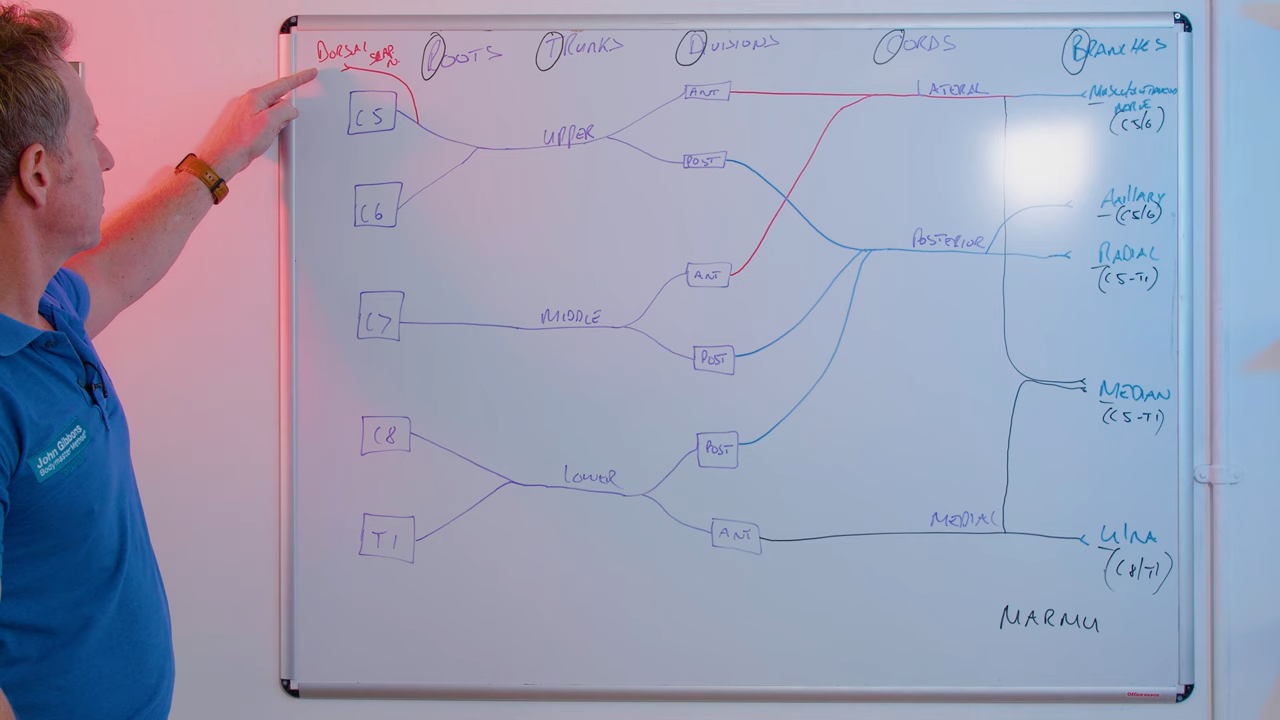 DORSAL
SCAP.
N.
ROOTS TRUNKS DIVISIONS CORDS BRANCHES
C5
C6
C7
C8
T1
UPPER
MIDDLE
LOWER
ANT
POST
ANT
POST
POST
ANT
LATERAL
POSTERIOR
MEDIAL
MUSCULOCUTANEOUS
NERVE
(C5/6)
AXILLARY
(C5/6)
RADIAL
(C5-T1)
MEDIAN
(C5-T1)
ULNA
(C8/T1)
MARMU
John Gibbons
Bodymaster Method